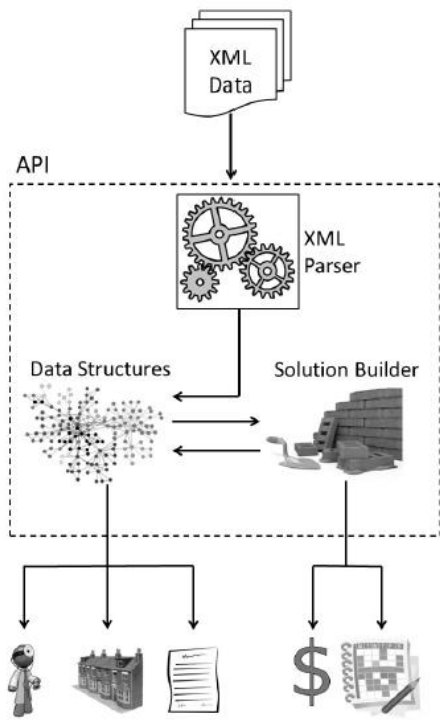 XML
Data
API
XML
Parser
Data Structures
Solution Builder
$